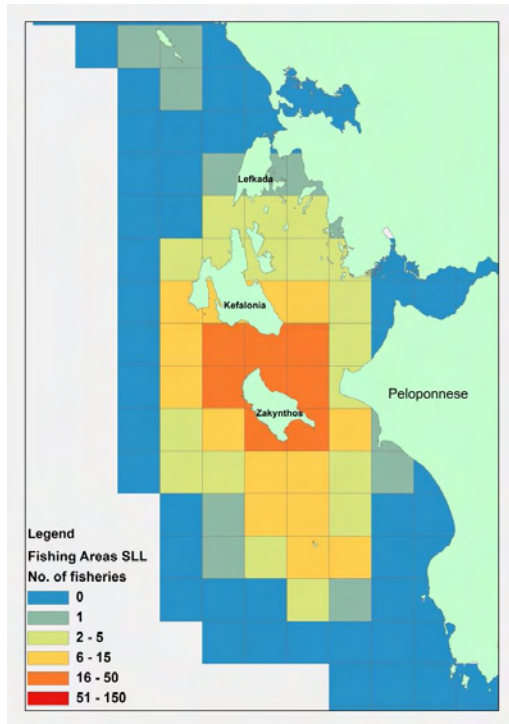 Lefkada
Kefalonia
Peloponnese
Zakynthos
Legend
Fishing Areas SLL
No. of fisheries
0
1
2 - 5
6 - 15
16 - 50
51 - 150